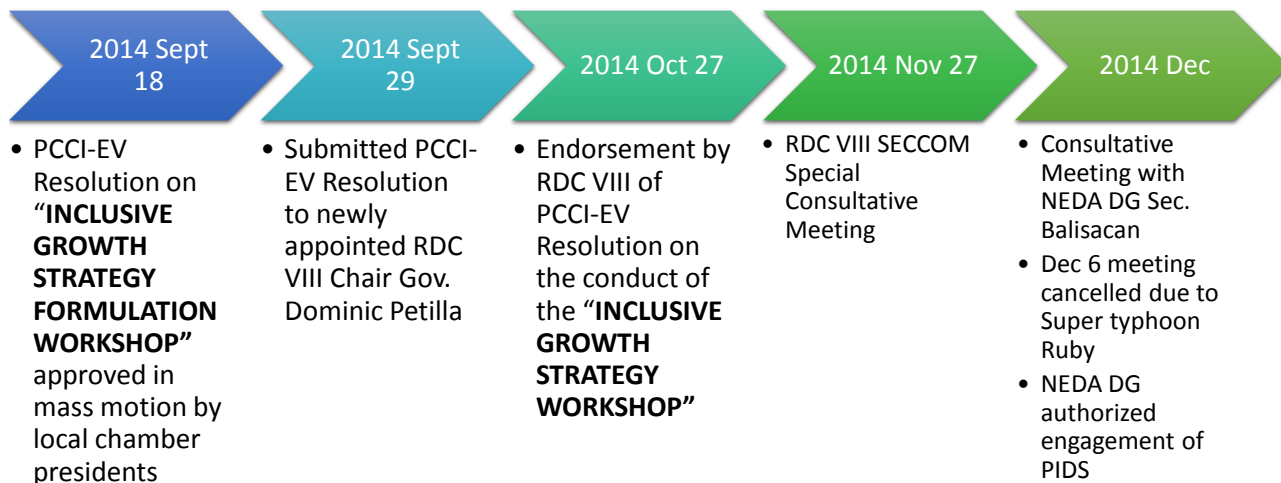 2014 Sept
18
• PCCI-EV
Resolution on
“INCLUSIVE
GROWTH
STRATEGY
FORMULATION
WORKSHOP”
approved in
mass motion by
local chamber
presidents
2014 Sept
29
• Submitted PCCI-
EV Resolution
to newly
appointed RDC
VIII Chair Gov.
Dominic Petilla
2014 Oct 27
• Endorsement by
RDC VIII of
PCCI-EV
Resolution on
the conduct of
the “INCLUSIVE
GROWTH
STRATEGY
WORKSHOP”
2014 Nov 27
• RDC VIII SECCOM
Special
Consultative
Meeting
2014 Dec
• Consultative
Meeting with
NEDA DG Sec.
Balisacan
• Dec 6 meeting
cancelled due to
Super typhoon
Ruby
• NEDA DG
authorized
engagement of
PIDS